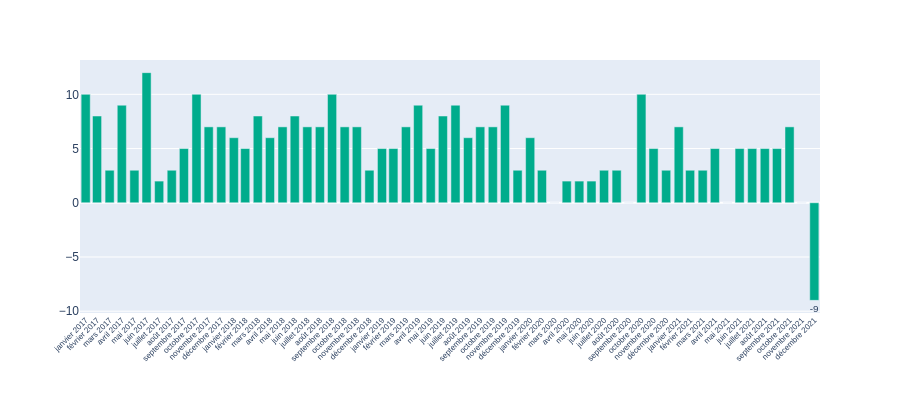 10
5
0
−5
−10
-9
janvier 2017
février 2017
mars 2017
avril 2017
mai 2017
juin 2017
juillet 2017
août 2017
septembre 2017
octobre 2017
novembre 2017
décembre 2017
janvier 2018
février 2018
mars 2018
avril 2018
mai 2018
juin 2018
juillet 2018
août 2018
septembre 2018
octobre 2018
novembre 2018
décembre 2018
janvier 2019
février 2019
mars 2019
avril 2019
mai 2019
juin 2019
juillet 2019
août 2019
septembre 2019
octobre 2019
novembre 2019
décembre 2019
janvier 2020
février 2020
mars 2020
avril 2020
mai 2020
juin 2020
juillet 2020
août 2020
septembre 2020
octobre 2020
novembre 2020
décembre 2020
janvier 2021
février 2021
mars 2021
avril 2021
mai 2021
juin 2021
juillet 2021
août 2021
septembre 2021
octobre 2021
novembre 2021
décembre 2021